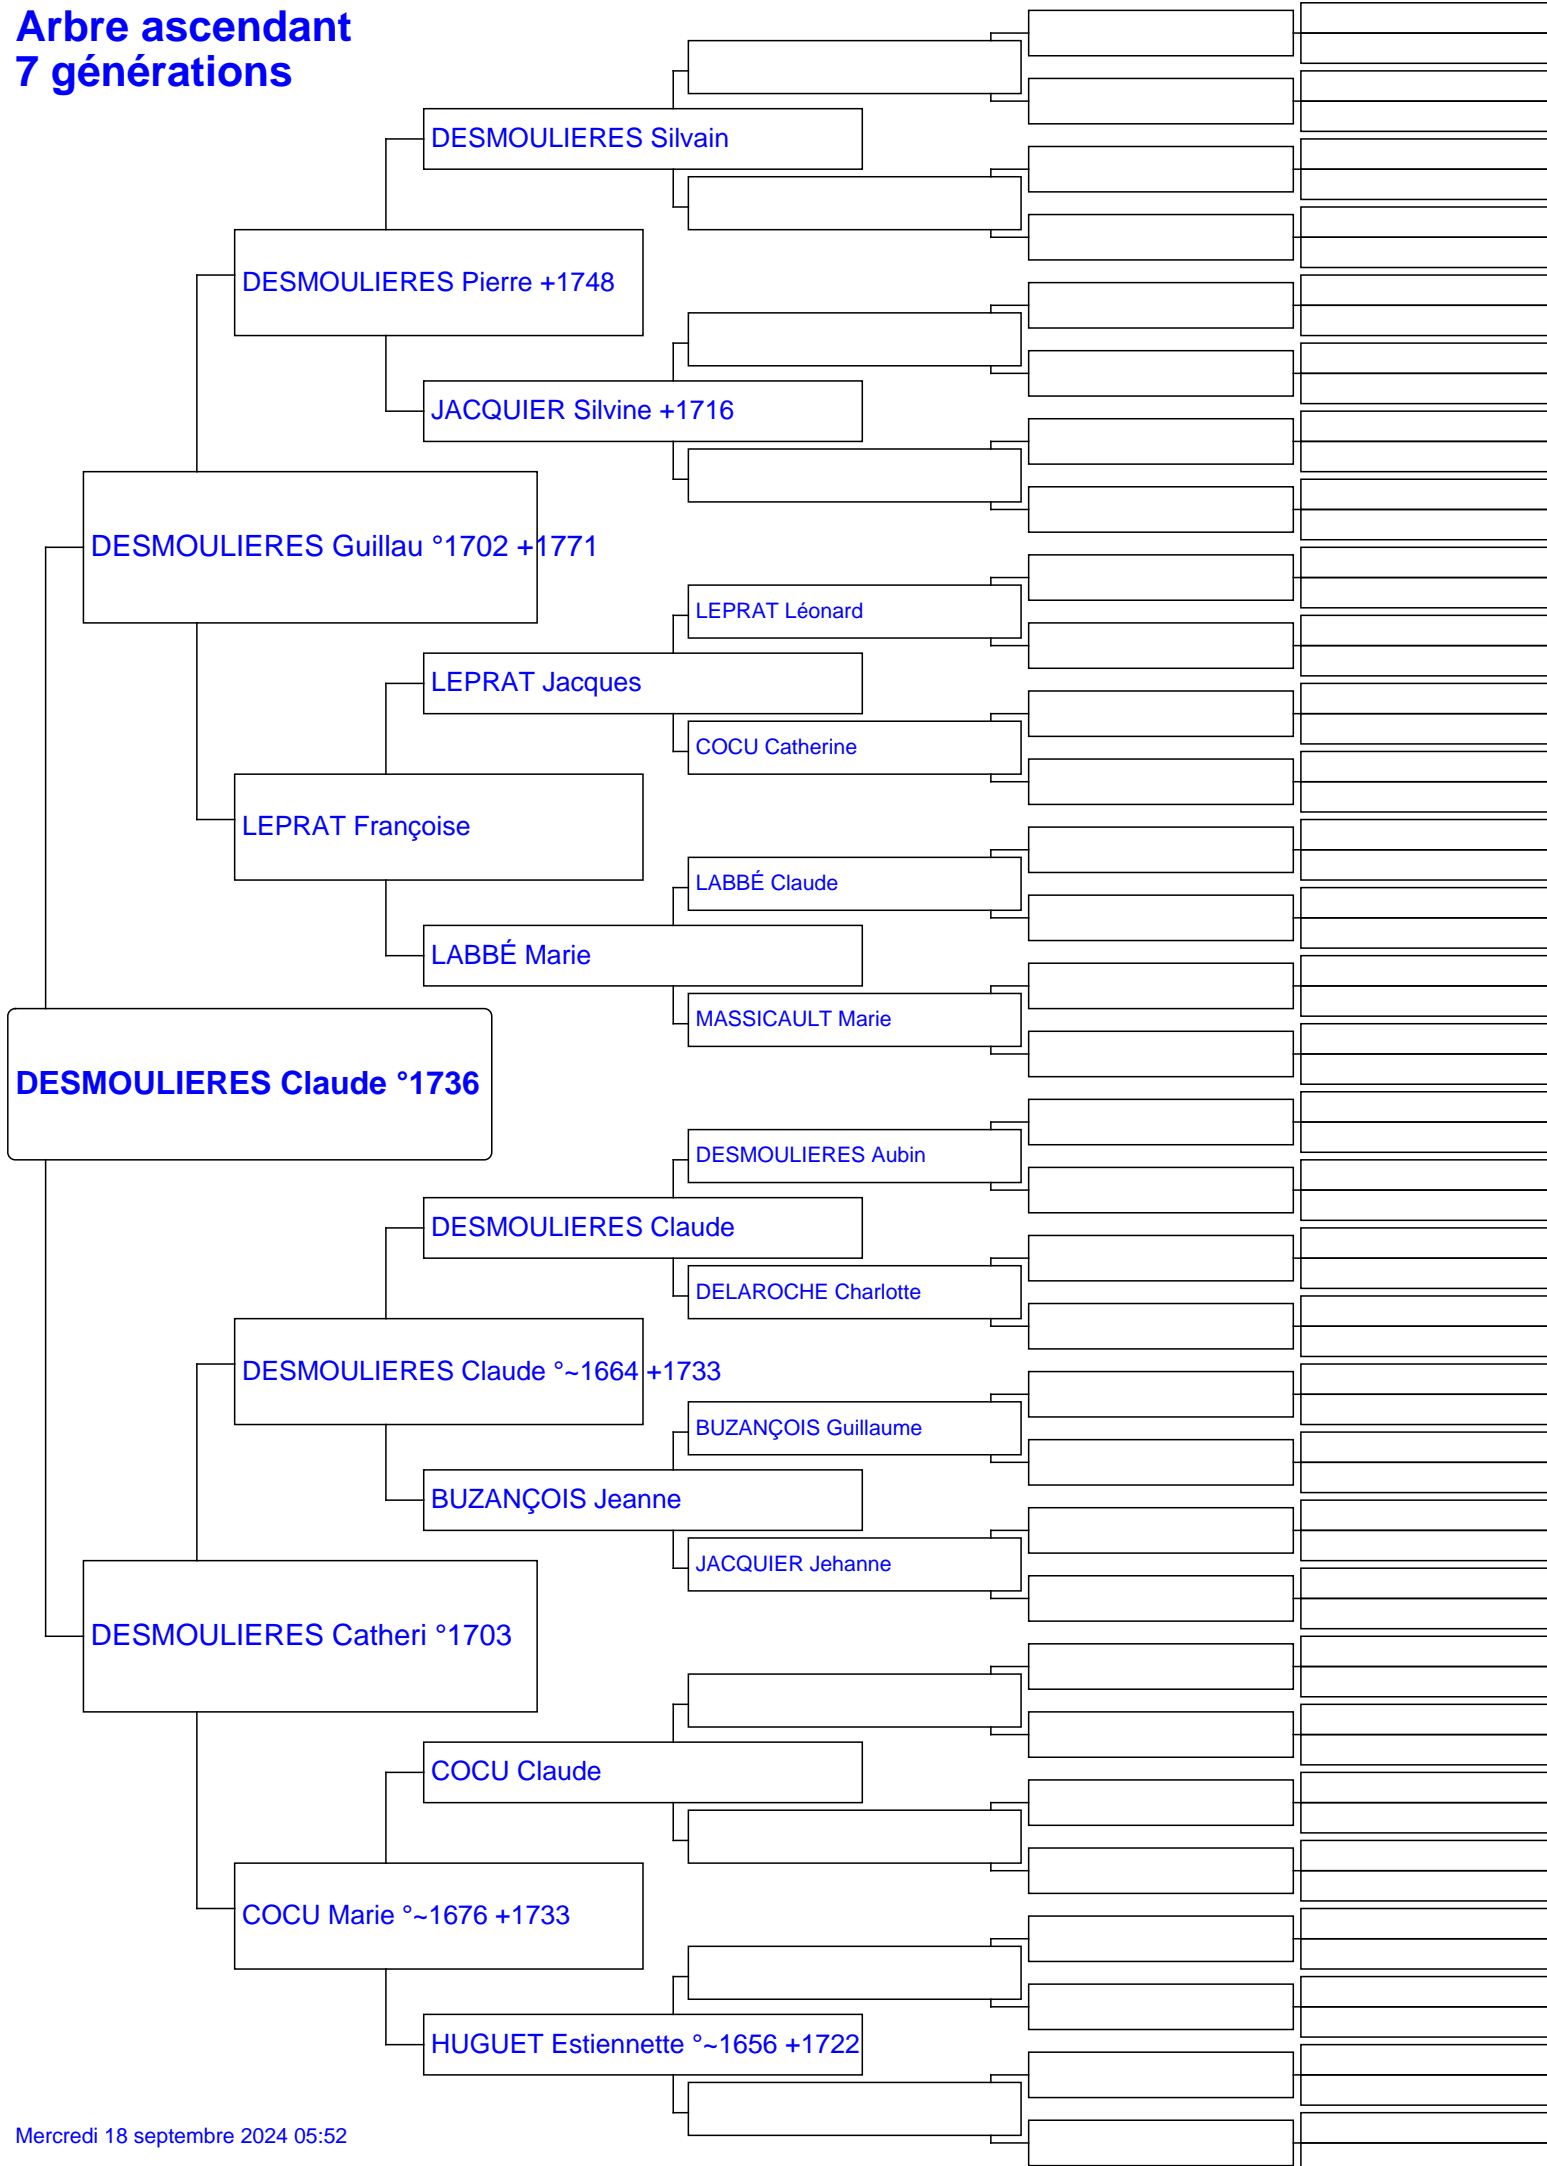 Arbre ascendant
7 générations
DESMOULIERES Silvain
DESMOULIERES Pierre +1748
JACQUIER Silvine +1716
DESMOULIERES Guillau °1702 +1771
LEPRAT Léonard
LEPRAT Jacques
COCU Catherine
LEPRAT Françoise
LABBÉ Claude
LABBÉ Marie
MASSICAULT Marie
DESMOULIERES Claude °1736
DESMOULIERES Aubin
DESMOULIERES Claude
DELAROCHE Charlotte
DESMOULIERES Claude °~1664 +1733
BUZANÇOIS Guillaume
BUZANÇOIS Jeanne
JACQUIER Jehanne
DESMOULIERES Catheri °1703
COCU Claude
COCU Marie °~1676 +1733
HUGUET Estiennette °~1656 +1722
Mercredi 18 septembre 2024 05:52